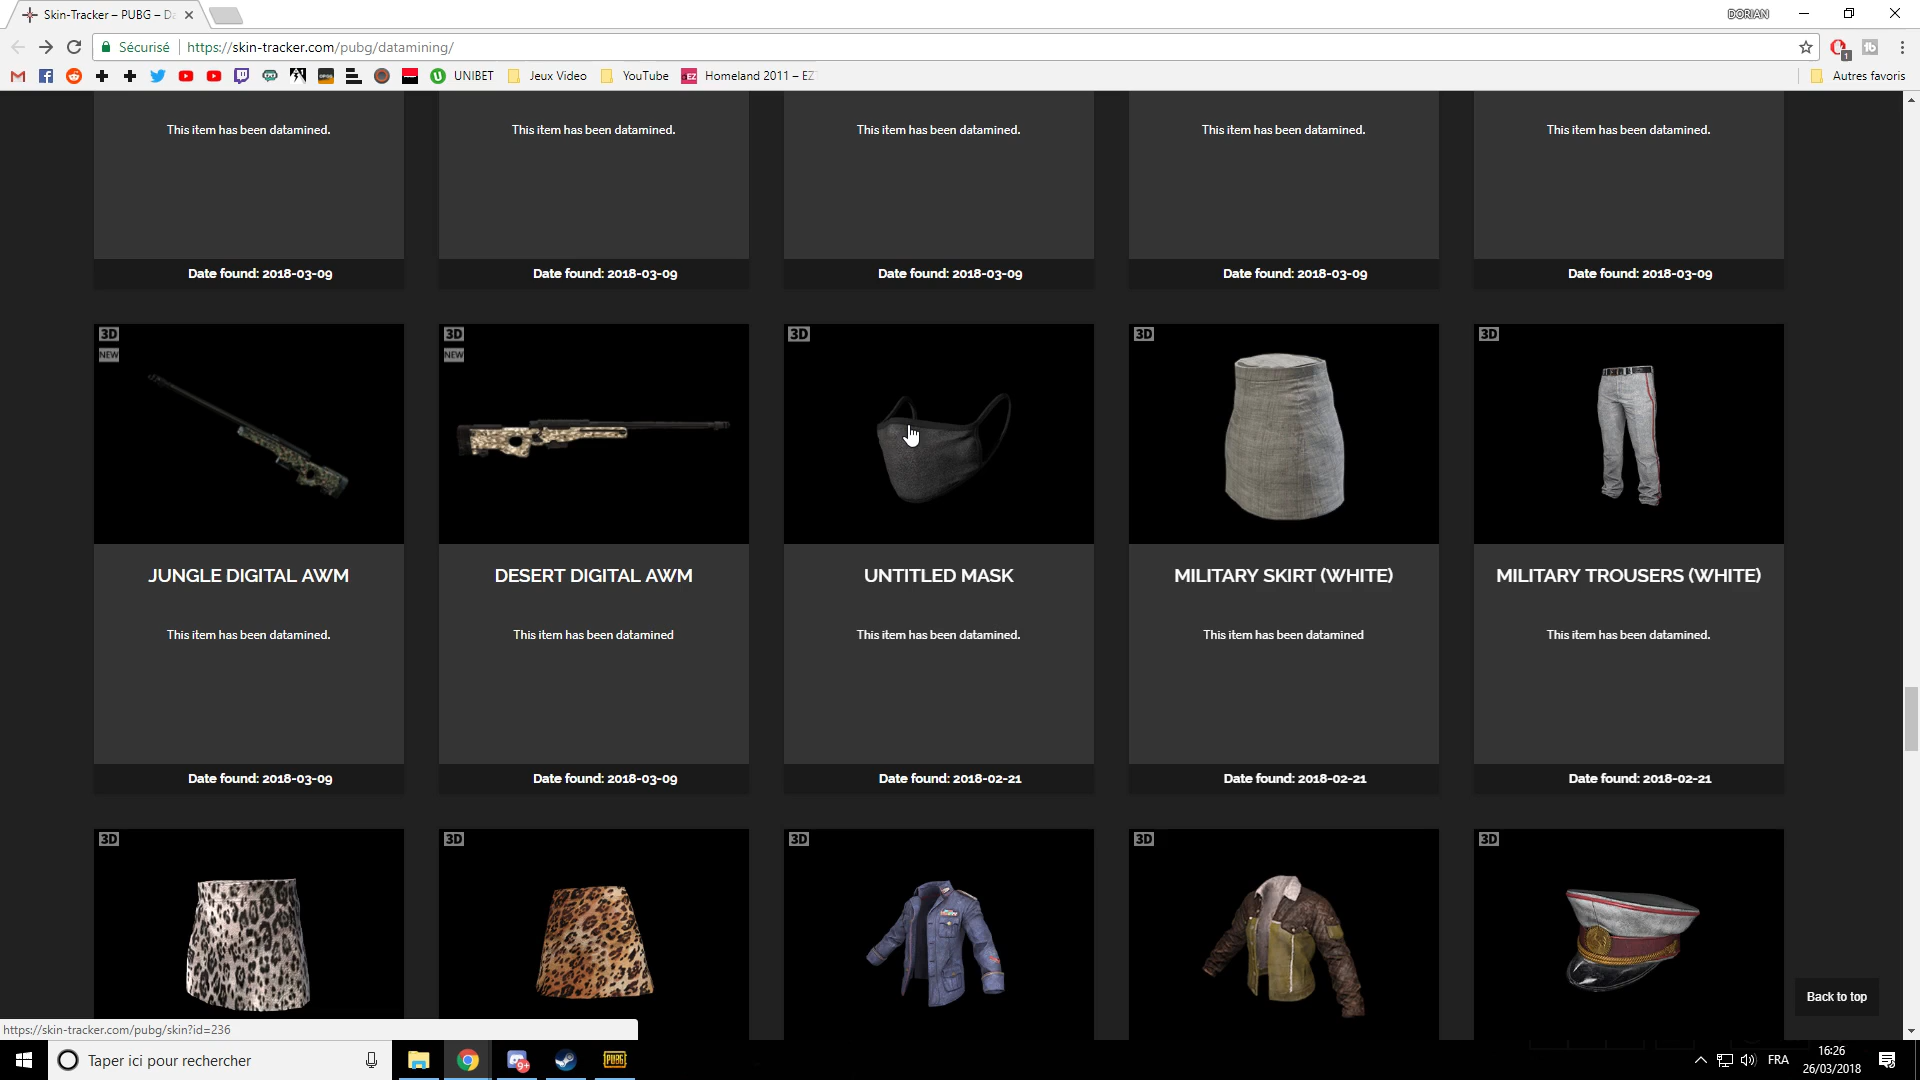 Skin-Tracker – PUBG – Da
DORIAN
Sécurisé
https://skin-tracker.com/pubg/datamining/
1
UNIBET
Jeux Video
YouTube
EZ
Homeland 2011 – EZT
Autres favoris
This item has been datamined.
This item has been datamined.
This item has been datamined.
This item has been datamined.
This item has been datamined.
Date found: 2018-03-09
Date found: 2018-03-09
Date found: 2018-03-09
Date found: 2018-03-09
Date found: 2018-03-09
3D
NEW
3D
NEW
3D
3D
3D
JUNGLE DIGITAL AWM
DESERT DIGITAL AWM
UNTITLED MASK
MILITARY SKIRT (WHITE)
MILITARY TROUSERS (WHITE)
This item has been datamined.
This item has been datamined
This item has been datamined.
This item has been datamined
This item has been datamined.
Date found: 2018-03-09
Date found: 2018-03-09
Date found: 2018-02-21
Date found: 2018-02-21
Date found: 2018-02-21
3D
3D
3D
3D
3D
Back to top
https://skin-tracker.com/pubg/skin?id=236
Taper ici pour rechercher
9+
PUBG
FRA
16:26
26/03/2018